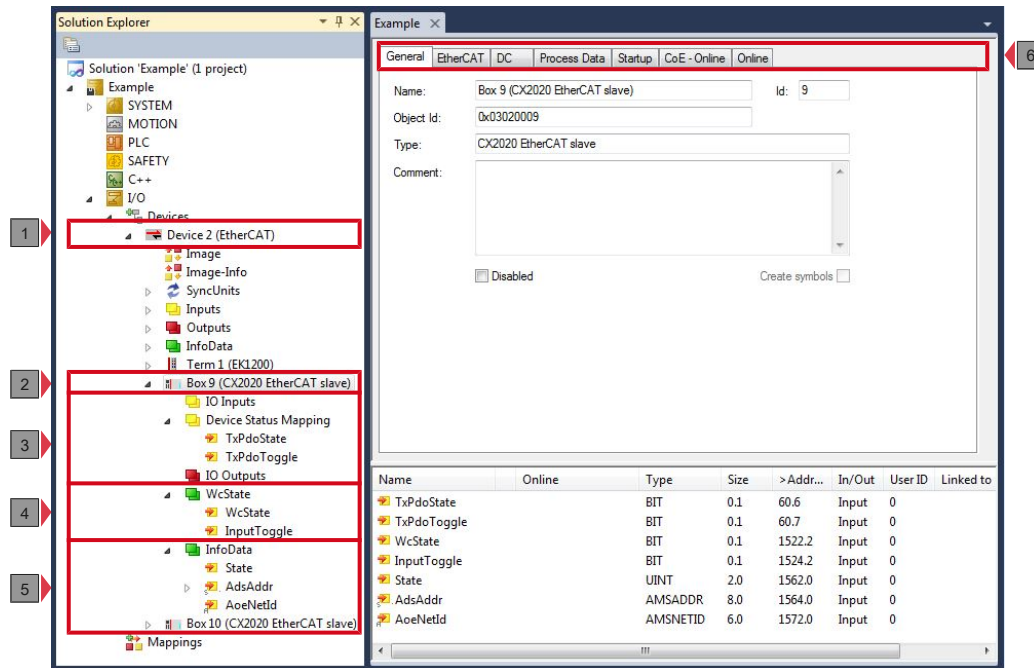 Solution Explorer
Solution 'Example' (1 project)
Example
SYSTEM
MOTION
PLC
SAFETY
C++
I/O
Devices
1
Device 2 (EtherCAT)
Image
Image-Info
SyncUnits
Inputs
Outputs
InfoData
Term 1 (EK1200)
2
Box 9 (CX2020 EtherCAT slave)
IO Inputs
Device Status Mapping
3
TxPdoState
TxPdoToggle
IO Outputs
4
WcState
WcState
InputToggle
5
InfoData
State
AdsAddr
AoeNetId
Box 10 (CX2020 EtherCAT slave)
Mappings
Example
6
General EtherCAT DC Process Data Startup CoE - Online Online
Name: Box 9 (CX2020 EtherCAT slave) Id: 9
Object Id: 0x03020009
Type: CX2020 EtherCAT slave
Comment:
Disabled Create symbols
Name Online Type Size >Addr... In/Out User ID Linked to
TxPdoState BIT 0.1 60.6 Input 0
TxPdoToggle BIT 0.1 60.7 Input 0
WcState BIT 0.1 1522.2 Input 0
InputToggle BIT 0.1 1524.2 Input 0
State UINT 2.0 1562.0 Input 0
AdsAddr AMSADDR 8.0 1564.0 Input 0
AoeNetId AMSNETID 6.0 1572.0 Input 0